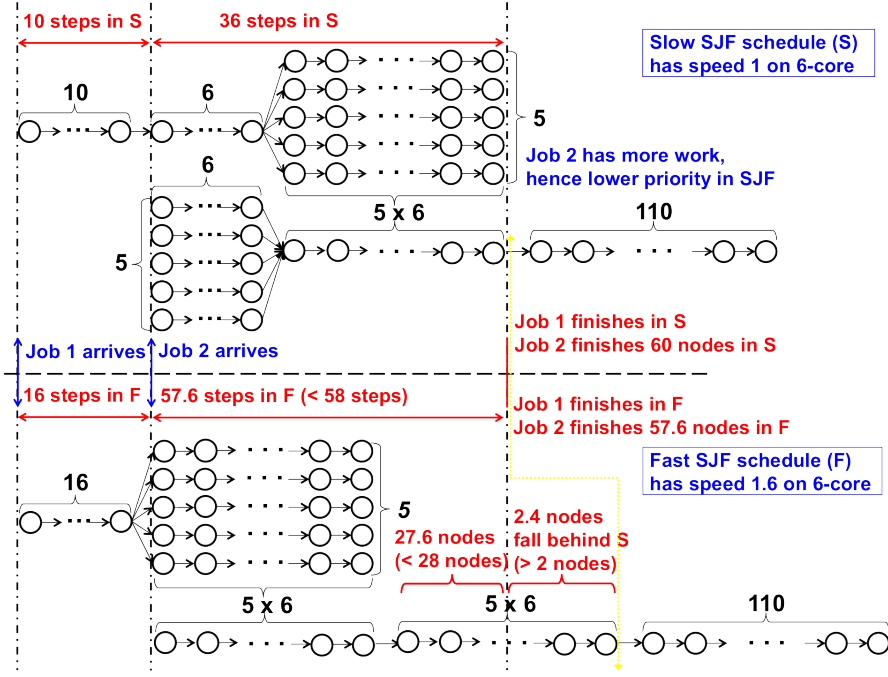 10 steps in S
36 steps in S
Slow SJF schedule (S)
has speed 1 on 6-core
10
6
5
Job 2 has more work,
hence lower priority in SJF
6
5 x 6
110
5
Job 1 finishes in S
Job 2 finishes 60 nodes in S
Job 1 arrives
Job 2 arrives
16 steps in F
57.6 steps in F (< 58 steps)
Job 1 finishes in F
Job 2 finishes 57.6 nodes in F
Fast SJF schedule (F)
has speed 1.6 on 6-core
16
5
27.6 nodes
(< 28 nodes)
2.4 nodes
fall behind S
(> 2 nodes)
5 x 6
5 x 6
110